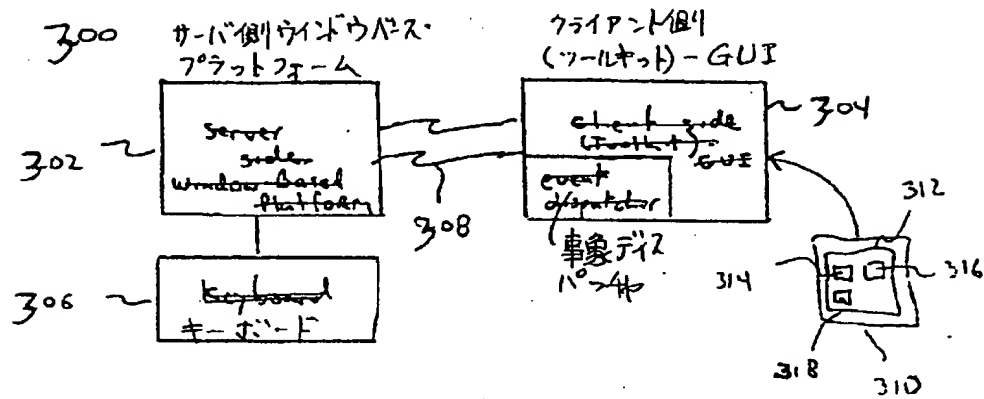 300
サーバ側ウインドウベース・
プラットフォーム
クライアント側
(ツールキット)-GUI
server
side
window-based
platform
302
client side
(Toolkit)
GUI
304
event
dispatcher
事象ディス
パッチャ
308
keyboard
キーボード
306
312
314
316
318
310